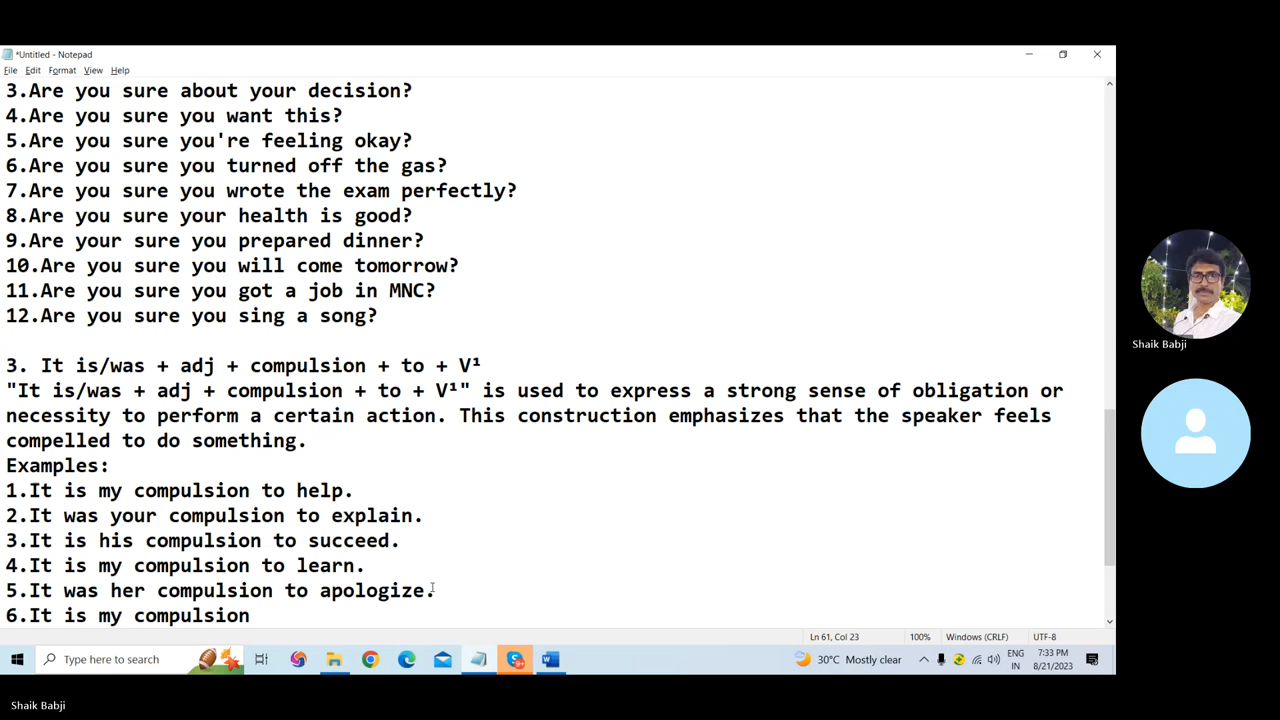 *Untitled - Notepad
File Edit Format View Help
3.Are you sure about your decision?
4.Are you sure you want this?
5.Are you sure you're feeling okay?
6.Are you sure you turned off the gas?
7.Are you sure you wrote the exam perfectly?
8.Are you sure your health is good?
9.Are your sure you prepared dinner?
10.Are you sure you will come tomorrow?
11.Are you sure you got a job in MNC?
12.Are you sure you sing a song?
3. It is/was + adj + compulsion + to + V¹
"It is/was + adj + compulsion + to + V¹" is used to express a strong sense of obligation or
necessity to perform a certain action. This construction emphasizes that the speaker feels
compelled to do something.
Examples:
1.It is my compulsion to help.
2.It was your compulsion to explain.
3.It is his compulsion to succeed.
4.It is my compulsion to learn.
5.It was her compulsion to apologize.
6.It is my compulsion
Ln 61, Col 23 100% Windows (CRLF) UTF-8
Type here to search
30°C Mostly clear
ENG
IN
7:33 PM
8/21/2023
Shaik Babji
Shaik Babji